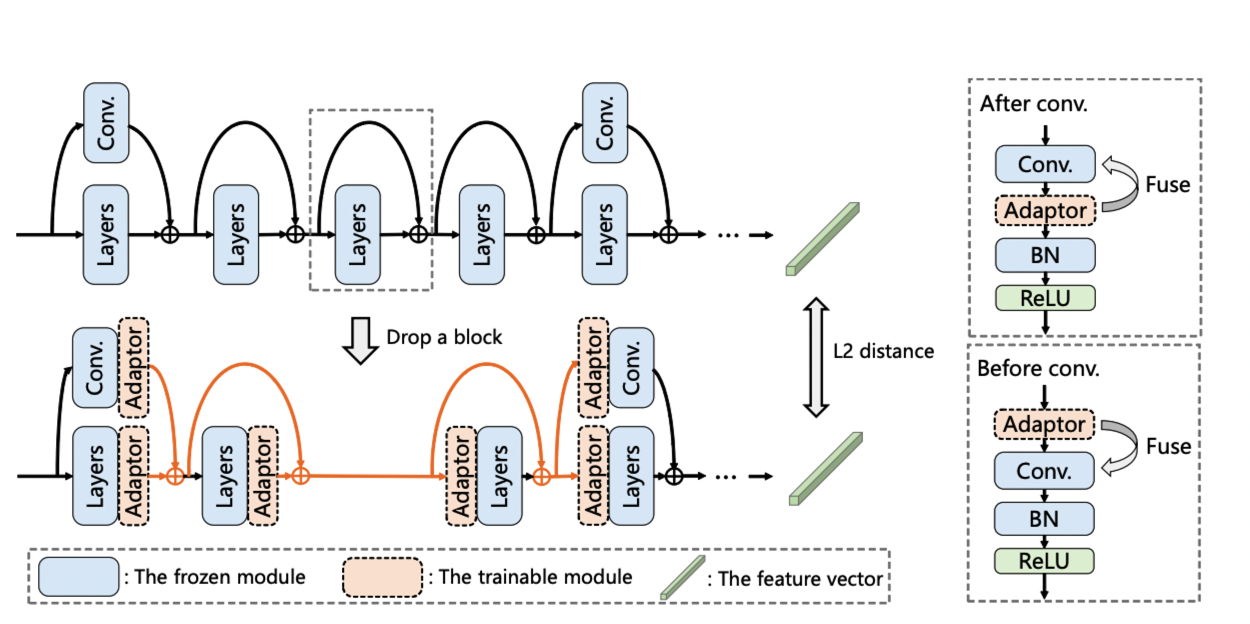 Conv.
Conv.
Layers
Layers
Layers
Layers
Layers
...
Drop a block
L2 distance
Conv.
Adaptor
Adaptor
Conv.
Layers
Adaptor
Layers
Adaptor
Adaptor
Layers
Adaptor
Layers
...
: The frozen module
: The trainable module
: The feature vector
After conv.
Conv.
Fuse
Adaptor
BN
ReLU
Before conv.
Adaptor
Fuse
Conv.
BN
ReLU